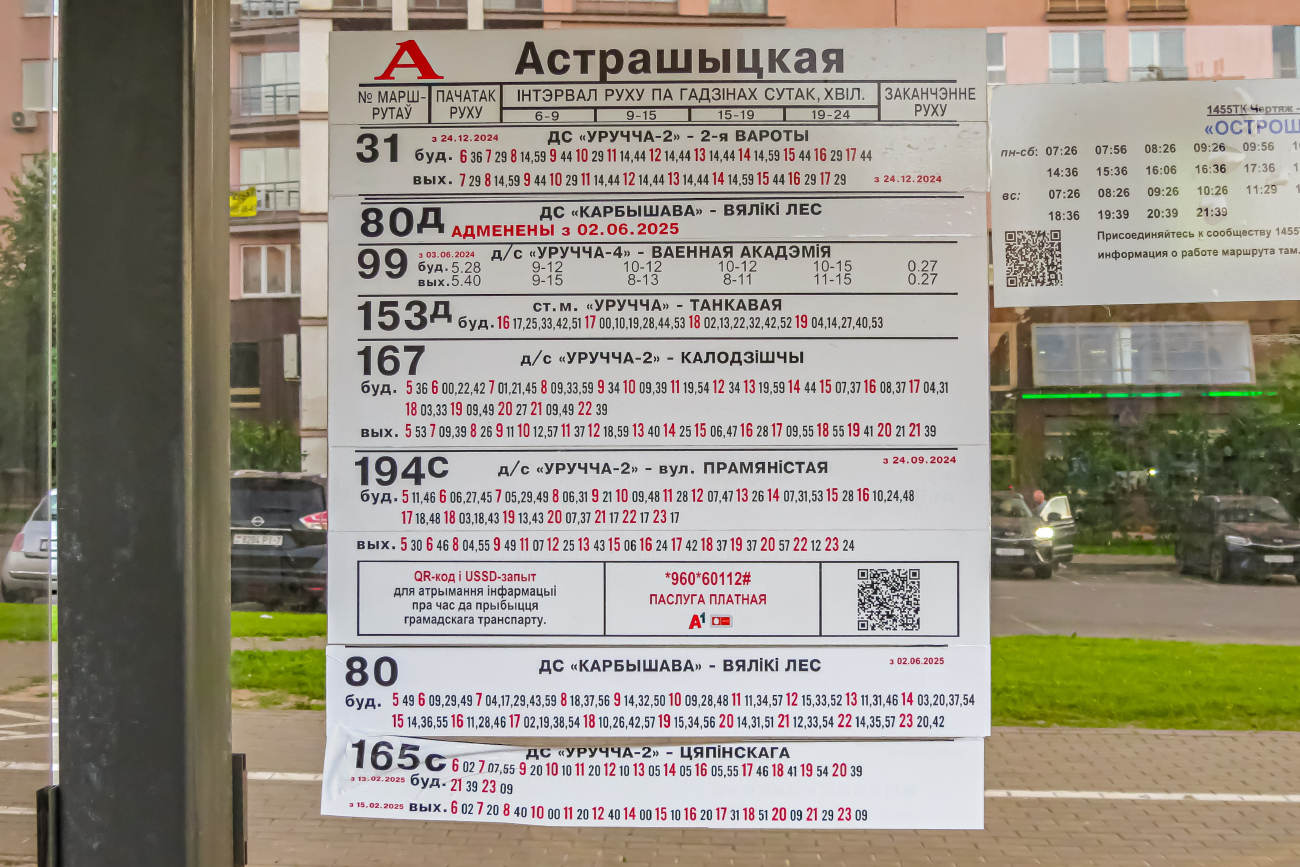 А Астрашыцкая
№ МАРШ-РУТАЎ ПАЧАТАК РУХУ ІНТЭРВАЛ РУХУ ПА ГАДЗІНАХ СУТАК, ХВІЛ. ЗАКАНЧЭННЕ РУХУ
6-9 9-15 15-19 19-24
31 з 24.12.2024 ДС «УРУЧЧА-2» - 2-я ВАРОТЫ
буд. 6 36 7 29 8 14,59 9 44 10 29 11 14,44 12 14,44 13 14,44 14 14,59 15 44 16 29 17 44
вых. 7 29 8 14,59 9 44 10 29 11 14,44 12 14,44 13 14,44 14 14,59 15 44 16 29 17 29 з 24.12.2024
80Д ДС «КАРБЫШАВА» - ВЯЛІКІ ЛЕС
АДМЕНЕНЫ з 02.06.2025
99 з 03.06.2024 д/с «УРУЧЧА-4» - ВАЕННАЯ АКАДЭМІЯ
буд. 5.28 9-12 10-12 10-12 10-15 0.27
вых. 5.40 9-15 8-13 8-11 11-15 0.27
153Д ст.м. «УРУЧЧА» - ТАНКАВАЯ
буд. 16 17,25,33,42,51 17 00,10,19,28,44,53 18 02,13,22,32,42,52 19 04,14,27,40,53
167 д/с «УРУЧЧА-2» - КАЛОДЗІШЧЫ
буд. 5 36 6 00,22,42 7 01,21,45 8 09,33,59 9 34 10 09,39 11 19,54 12 34 13 19,59 14 44 15 07,37 16 08,37 17 04,31
18 03,33 19 09,49 20 27 21 09,49 22 39
вых. 5 53 7 09,39 8 26 9 11 10 12,57 11 37 12 18,59 13 40 14 25 15 06,47 16 28 17 09,55 18 55 19 41 20 21 21 39
194С д/с «УРУЧЧА-2» - вул. ПРАМЯНІСТАЯ з 24.09.2024
буд. 5 11,46 6 06,27,45 7 05,29,49 8 06,31 9 21 10 09,48 11 28 12 07,47 13 26 14 07,31,53 15 28 16 10,24,48
17 18,48 18 03,18,43 19 13,43 20 07,37 21 17 22 17 23 17
вых. 5 30 6 46 8 04,55 9 49 11 07 12 25 13 43 15 06 16 24 17 42 18 37 19 37 20 57 22 12 23 24
QR-код і USSD-запыт
для атрымання інфармацыі
пра час да прыбыцця
грамадскага транспарту.
*960*60112#
ПАСЛУГА ПЛАТНАЯ
А1
80 ДС «КАРБЫШАВА» - ВЯЛІКІ ЛЕС з 02.06.2025
буд. 5 49 6 09,29,49 7 04,17,29,43,59 8 18,37,56 9 14,32,50 10 09,28,48 11 11,34,57 12 15,33,52 13 11,31,46 14 03,20,37,54
15 14,36,55 16 11,28,46 17 02,19,38,54 18 10,26,42,57 19 15,34,56 20 14,31,51 21 12,33,54 22 14,35,57 23 20,42
165с ДС «УРУЧЧА-2» - ЦЯПІНСКАГА
з 13.02.2025 буд. 6 02 7 07,55 9 20 10 10 11 20 12 10 13 05 14 05 16 05,55 17 46 18 41 19 54 20 39
21 39 23 09
з 15.02.2025 вых. 6 02 7 20 8 40 10 00 11 20 12 40 14 00 15 10 16 20 17 31 18 51 20 09 21 29 23 09
1455ТК Чертяж -
«ОСТРОШ
пн-сб: 07:26 07:56 08:26 09:26 09:56
14:36 15:36 16:06 16:36 17:36
вс: 07:26 08:26 09:26 10:26 11:29
18:36 19:39 20:39 21:39
Присоединяйтесь к сообществу 1455
информация о работе маршрута там.